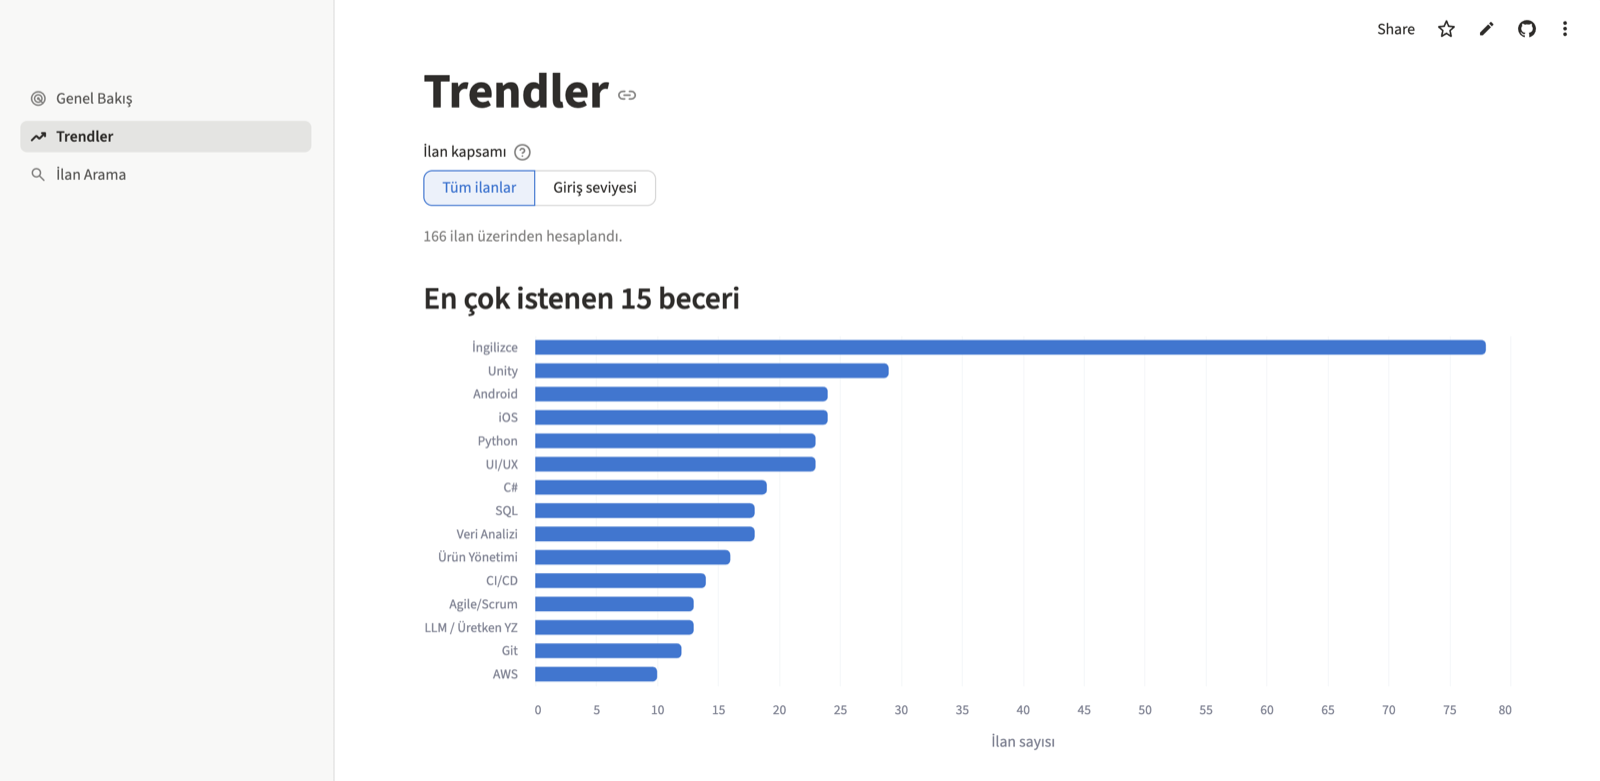 Share
Genel Bakış
Trendler
İlan Arama
Trendler
İlan kapsamı
Tüm ilanlar
Giriş seviyesi
166 ilan üzerinden hesaplandı.
En çok istenen 15 beceri
İngilizce
Unity
Android
iOS
Python
UI/UX
C#
SQL
Veri Analizi
Ürün Yönetimi
CI/CD
Agile/Scrum
LLM / Üretken YZ
Git
AWS
0 5 10 15 20 25 30 35 40 45 50 55 60 65 70 75 80
İlan sayısı